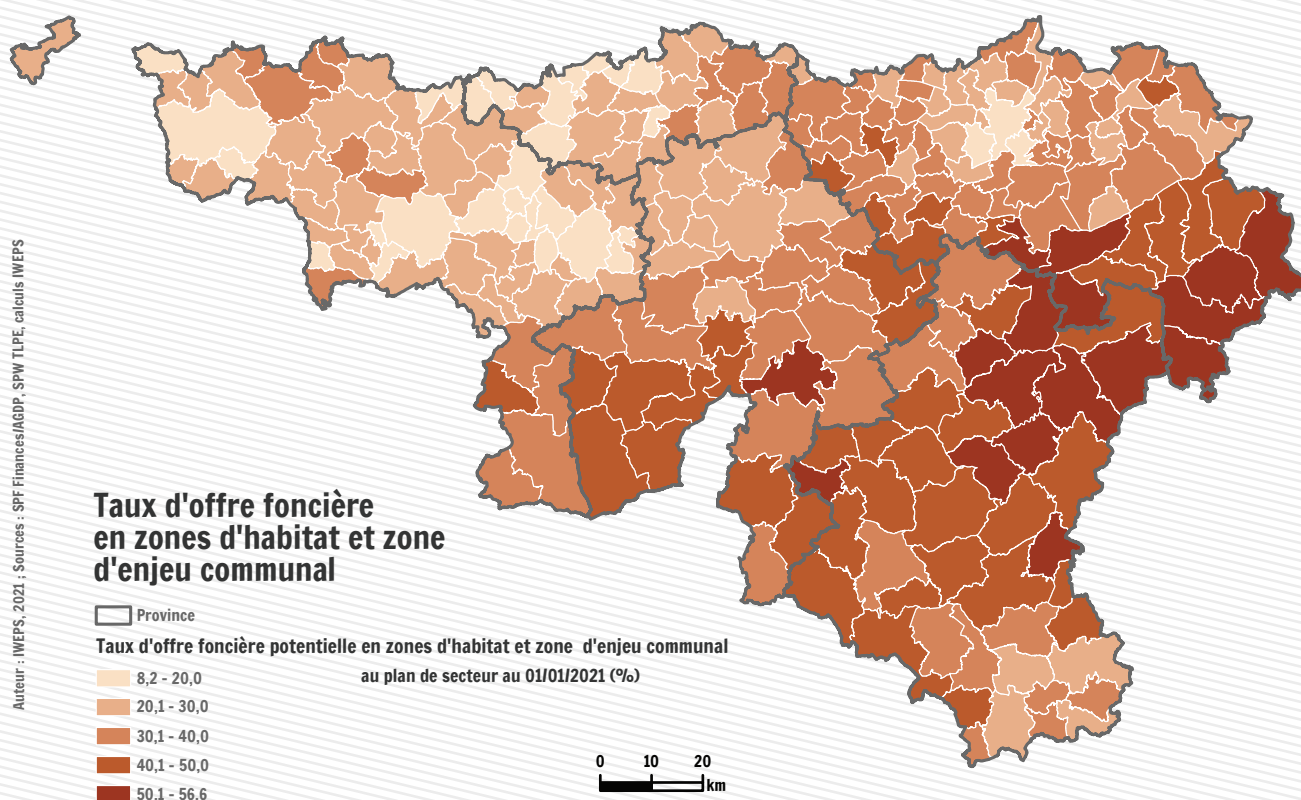 Auteur : IWEPS, 2021 ; Sources : SPF Finances/AGDP, SPW TLPE, calculs IWEPS
Taux d'offre foncière
en zones d'habitat et zone
d'enjeu communal
Province
Taux d'offre foncière potentielle en zones d'habitat et zone d'enjeu communal
au plan de secteur au 01/01/2021 (%)
8,2 - 20,0
20,1 - 30,0
30,1 - 40,0
40,1 - 50,0
50,1 - 56,6
0 10 20
km